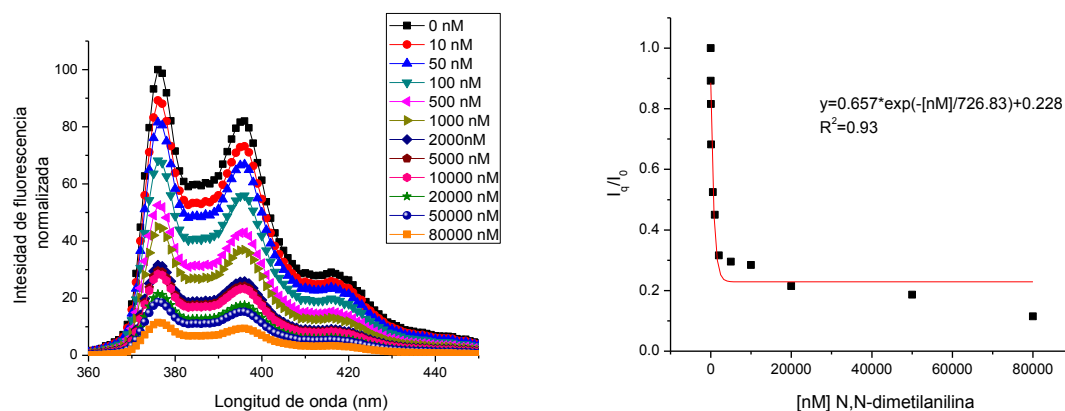 0 nM
10 nM
50 nM
100 nM
500 nM
1000 nM
2000nM
5000 nM
10000 nM
20000 nM
50000 nM
80000 nM
100
80
60
40
20
0
360
380
400
420
440
Intesidad de fluorescencia
normalizada
Longitud de onda (nm)
y=0.657*exp(-[nM]/726.83)+0.228
R²=0.93
1.0
0.8
0.6
0.4
0.2
0.0
0
20000
40000
60000
80000
Iq/I0
[nM] N,N-dimetilanilina